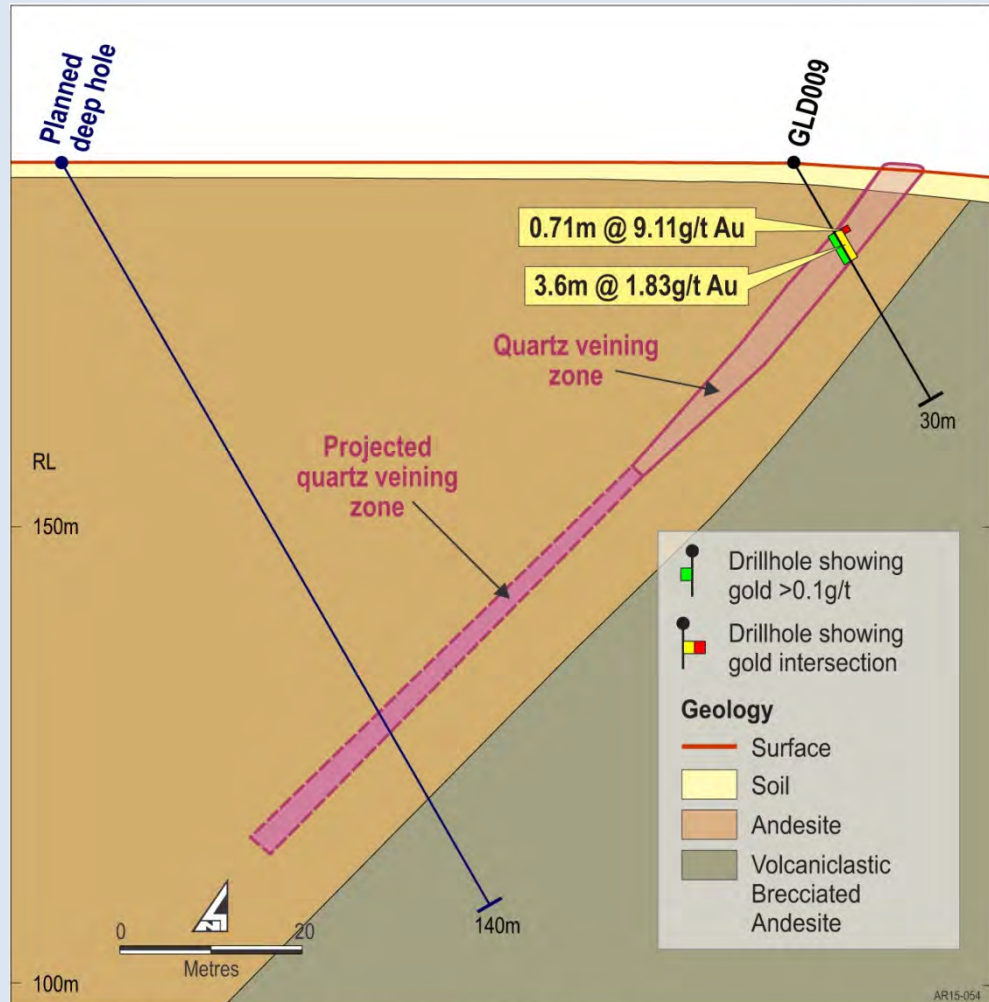 Planned
deep hole
GLD009
0.71m @ 9.11g/t Au
3.6m @ 1.83g/t Au
Quartz veining
zone
30m
Projected
quartz veining
zone
RL
150m
Drillhole showing
gold >0.1g/t
Drillhole showing
gold intersection
Geology
Surface
Soil
Andesite
Volcaniclastic
Brecciated
Andesite
N
0 20
Metres
140m
100m
AR15-054